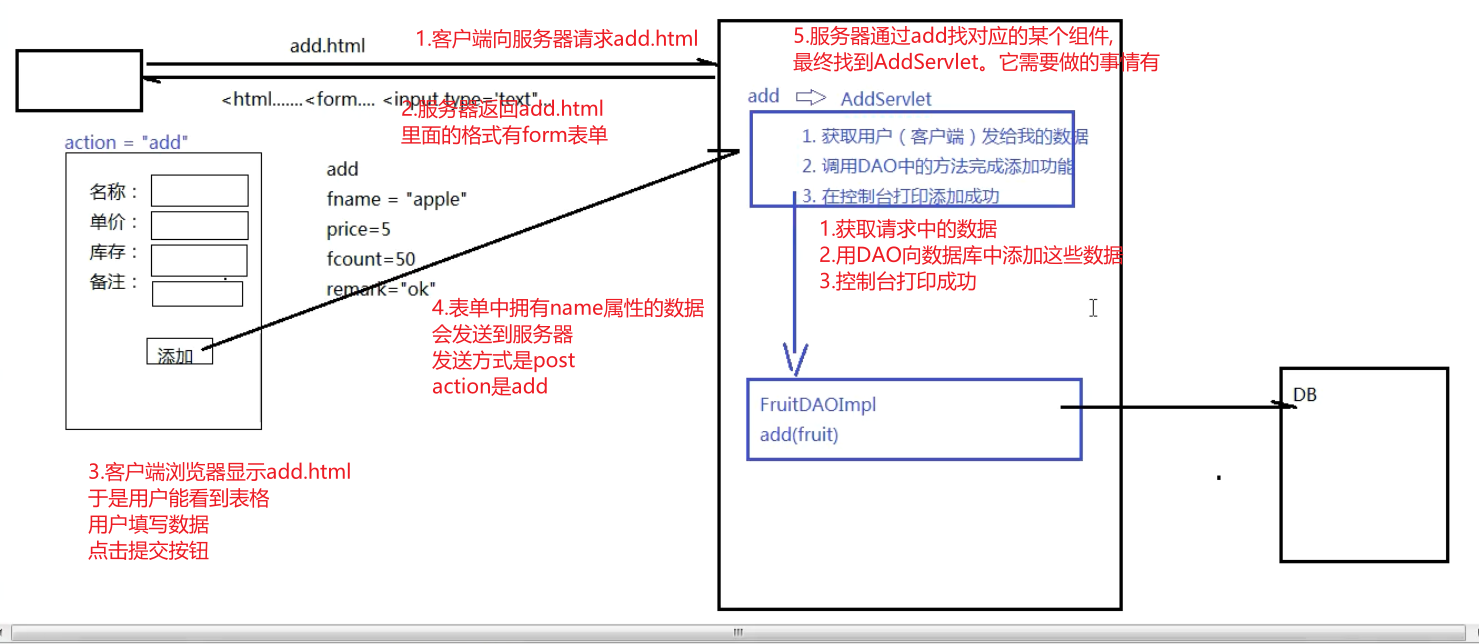 add.html
1.客户端向服务器请求add.html
<html.......<form.... <input type='text"...
2.服务器返回add.html
里面的格式有form表单
action = "add"
名称：
单价：
库存：
备注：
添加
add
fname = "apple"
price=5
fcount=50
remark="ok"
3.客户端浏览器显示add.html
于是用户能看到表格
用户填写数据
点击提交按钮
4.表单中拥有name属性的数据
会发送到服务器
发送方式是post
action是add
5.服务器通过add找对应的某个组件,
最终找到AddServlet。它需要做的事情有
add AddServlet
1. 获取用户（客户端）发给我的数据
2. 调用DAO中的方法完成添加功能
3. 在控制台打印添加成功
1.获取请求中的数据
2.用DAO向数据库中添加这些数据
3.控制台打印成功
FruitDAOImpl
add(fruit)
DB